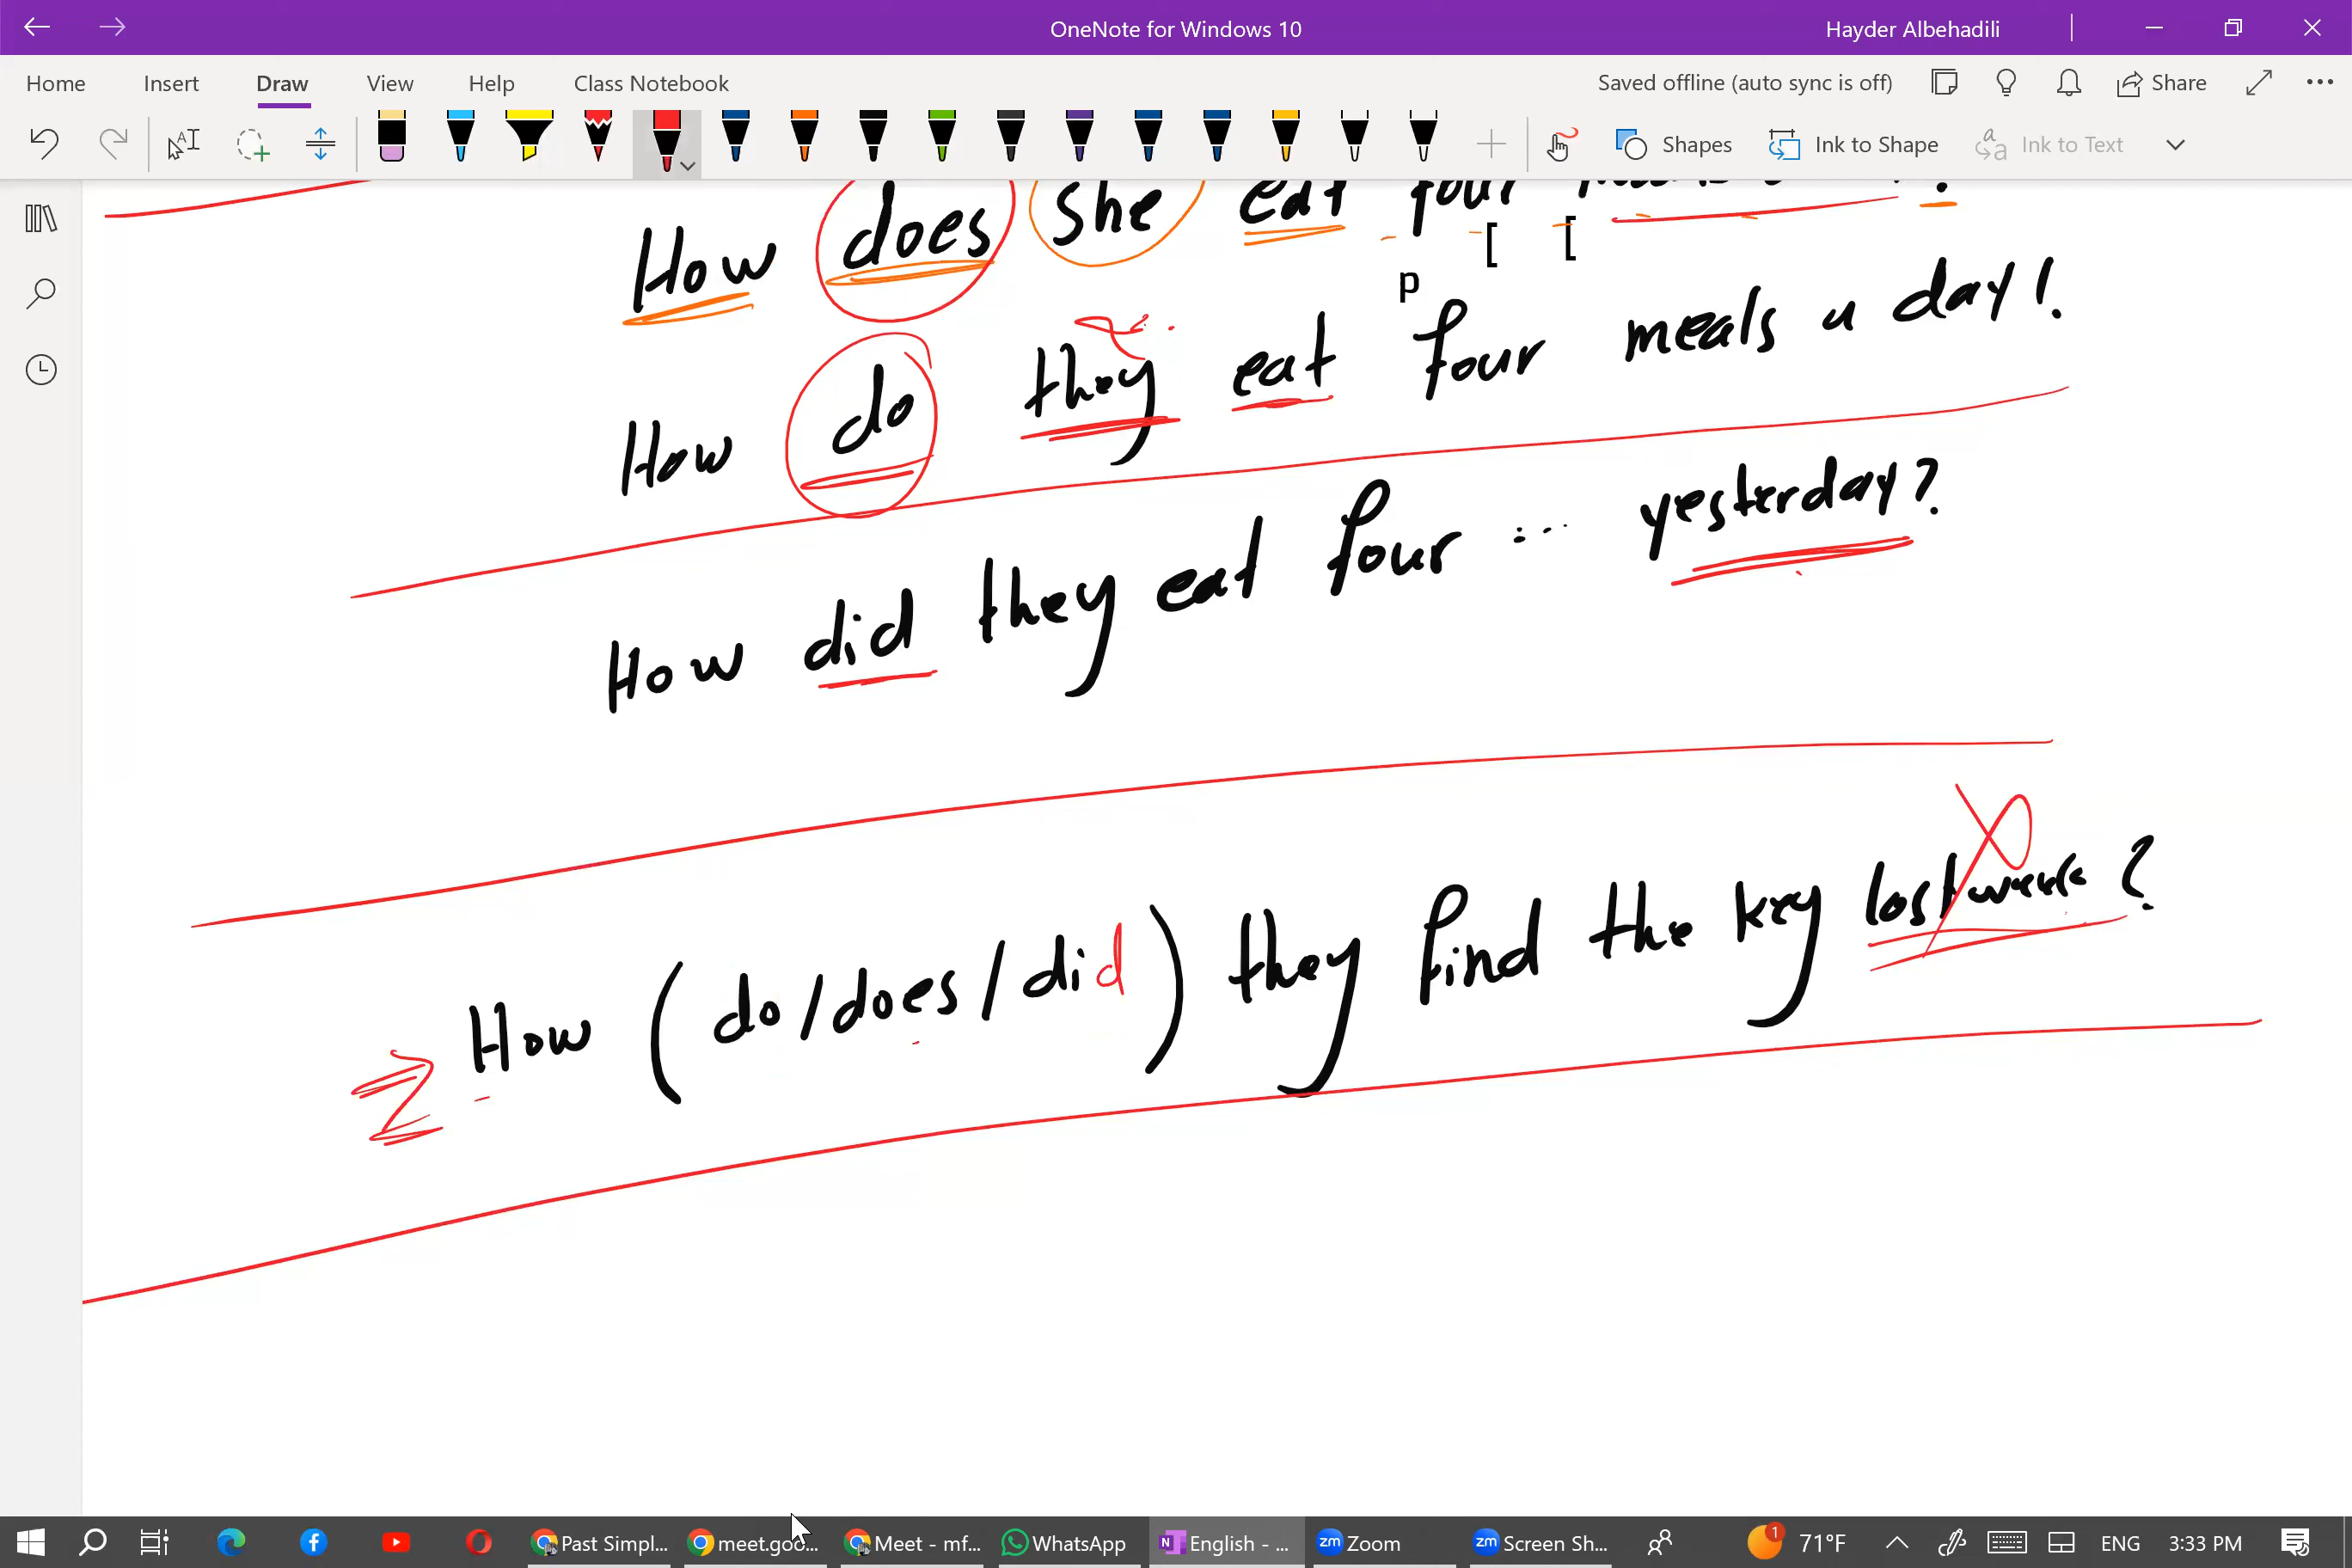 OneNote for Windows 10
Hayder Albehadili
Home Insert Draw View Help Class Notebook
Saved offline (auto sync is off) Share
Shapes Ink to Shape Ink to Text
How does she eat four
p [ [
How do they eat four meals a day?
How did they eat four ... yesterday?
2 How (do/does/did) they find the key last week?
Past Simpl... meet.goo... Meet - mf... WhatsApp English - ... Zoom Screen Sh... 1 71°F ENG 3:33 PM